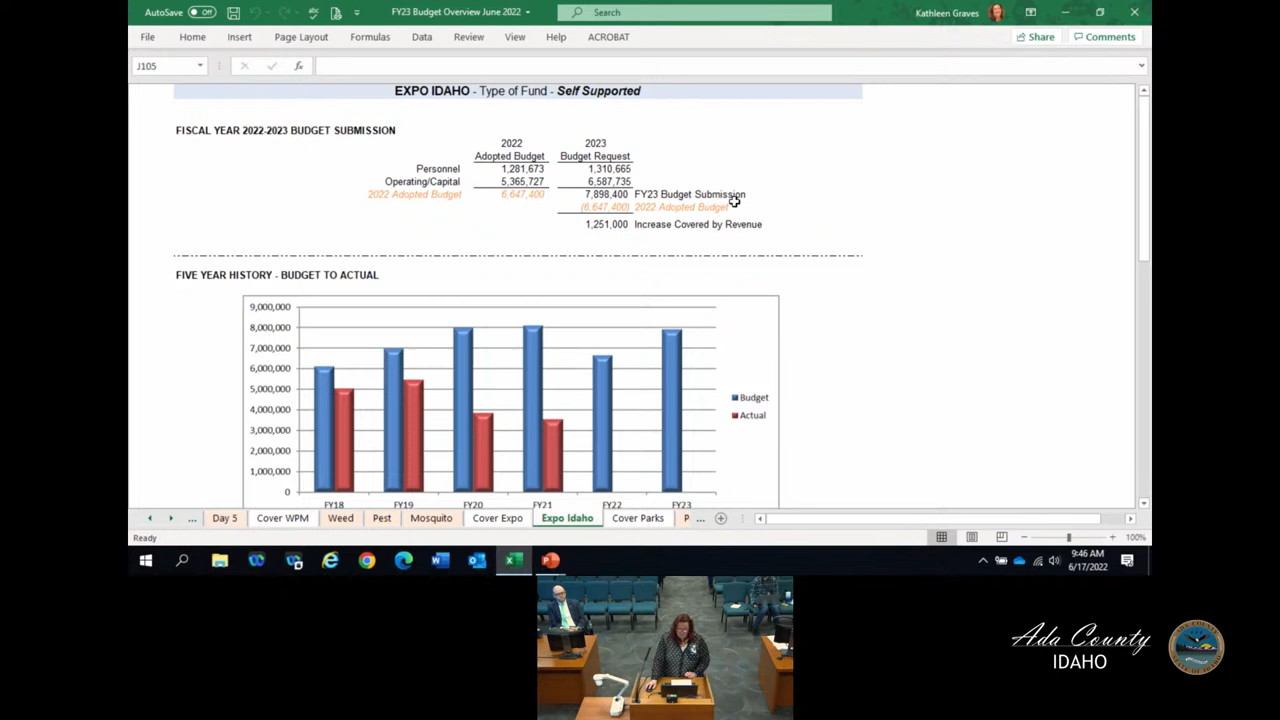 AutoSave Off
FY23 Budget Overview June 2022
Search
Kathleen Graves
File Home Insert Page Layout Formulas Data Review View Help ACROBAT
Share Comments
J105
fx
EXPO IDAHO - Type of Fund - Self Supported
FISCAL YEAR 2022-2023 BUDGET SUBMISSION
2022 2023
Adopted Budget Budget Request
Personnel 1,281,673 1,310,665
Operating/Capital 5,365,727 6,587,735
2022 Adopted Budget 6,647,400 7,898,400 FY23 Budget Submission
(6,647,400) 2022 Adopted Budget
1,251,000 Increase Covered by Revenue
FIVE YEAR HISTORY - BUDGET TO ACTUAL
9,000,000
8,000,000
7,000,000
6,000,000
5,000,000
4,000,000
3,000,000
2,000,000
1,000,000
0
Budget
Actual
FY18 FY19 FY20 FY21 FY22 FY23
... Day 5 Cover WPM Weed Pest Mosquito Cover Expo Expo Idaho Cover Parks P ...
Ready
100%
9:46 AM
6/17/2022
Ada County
IDAHO